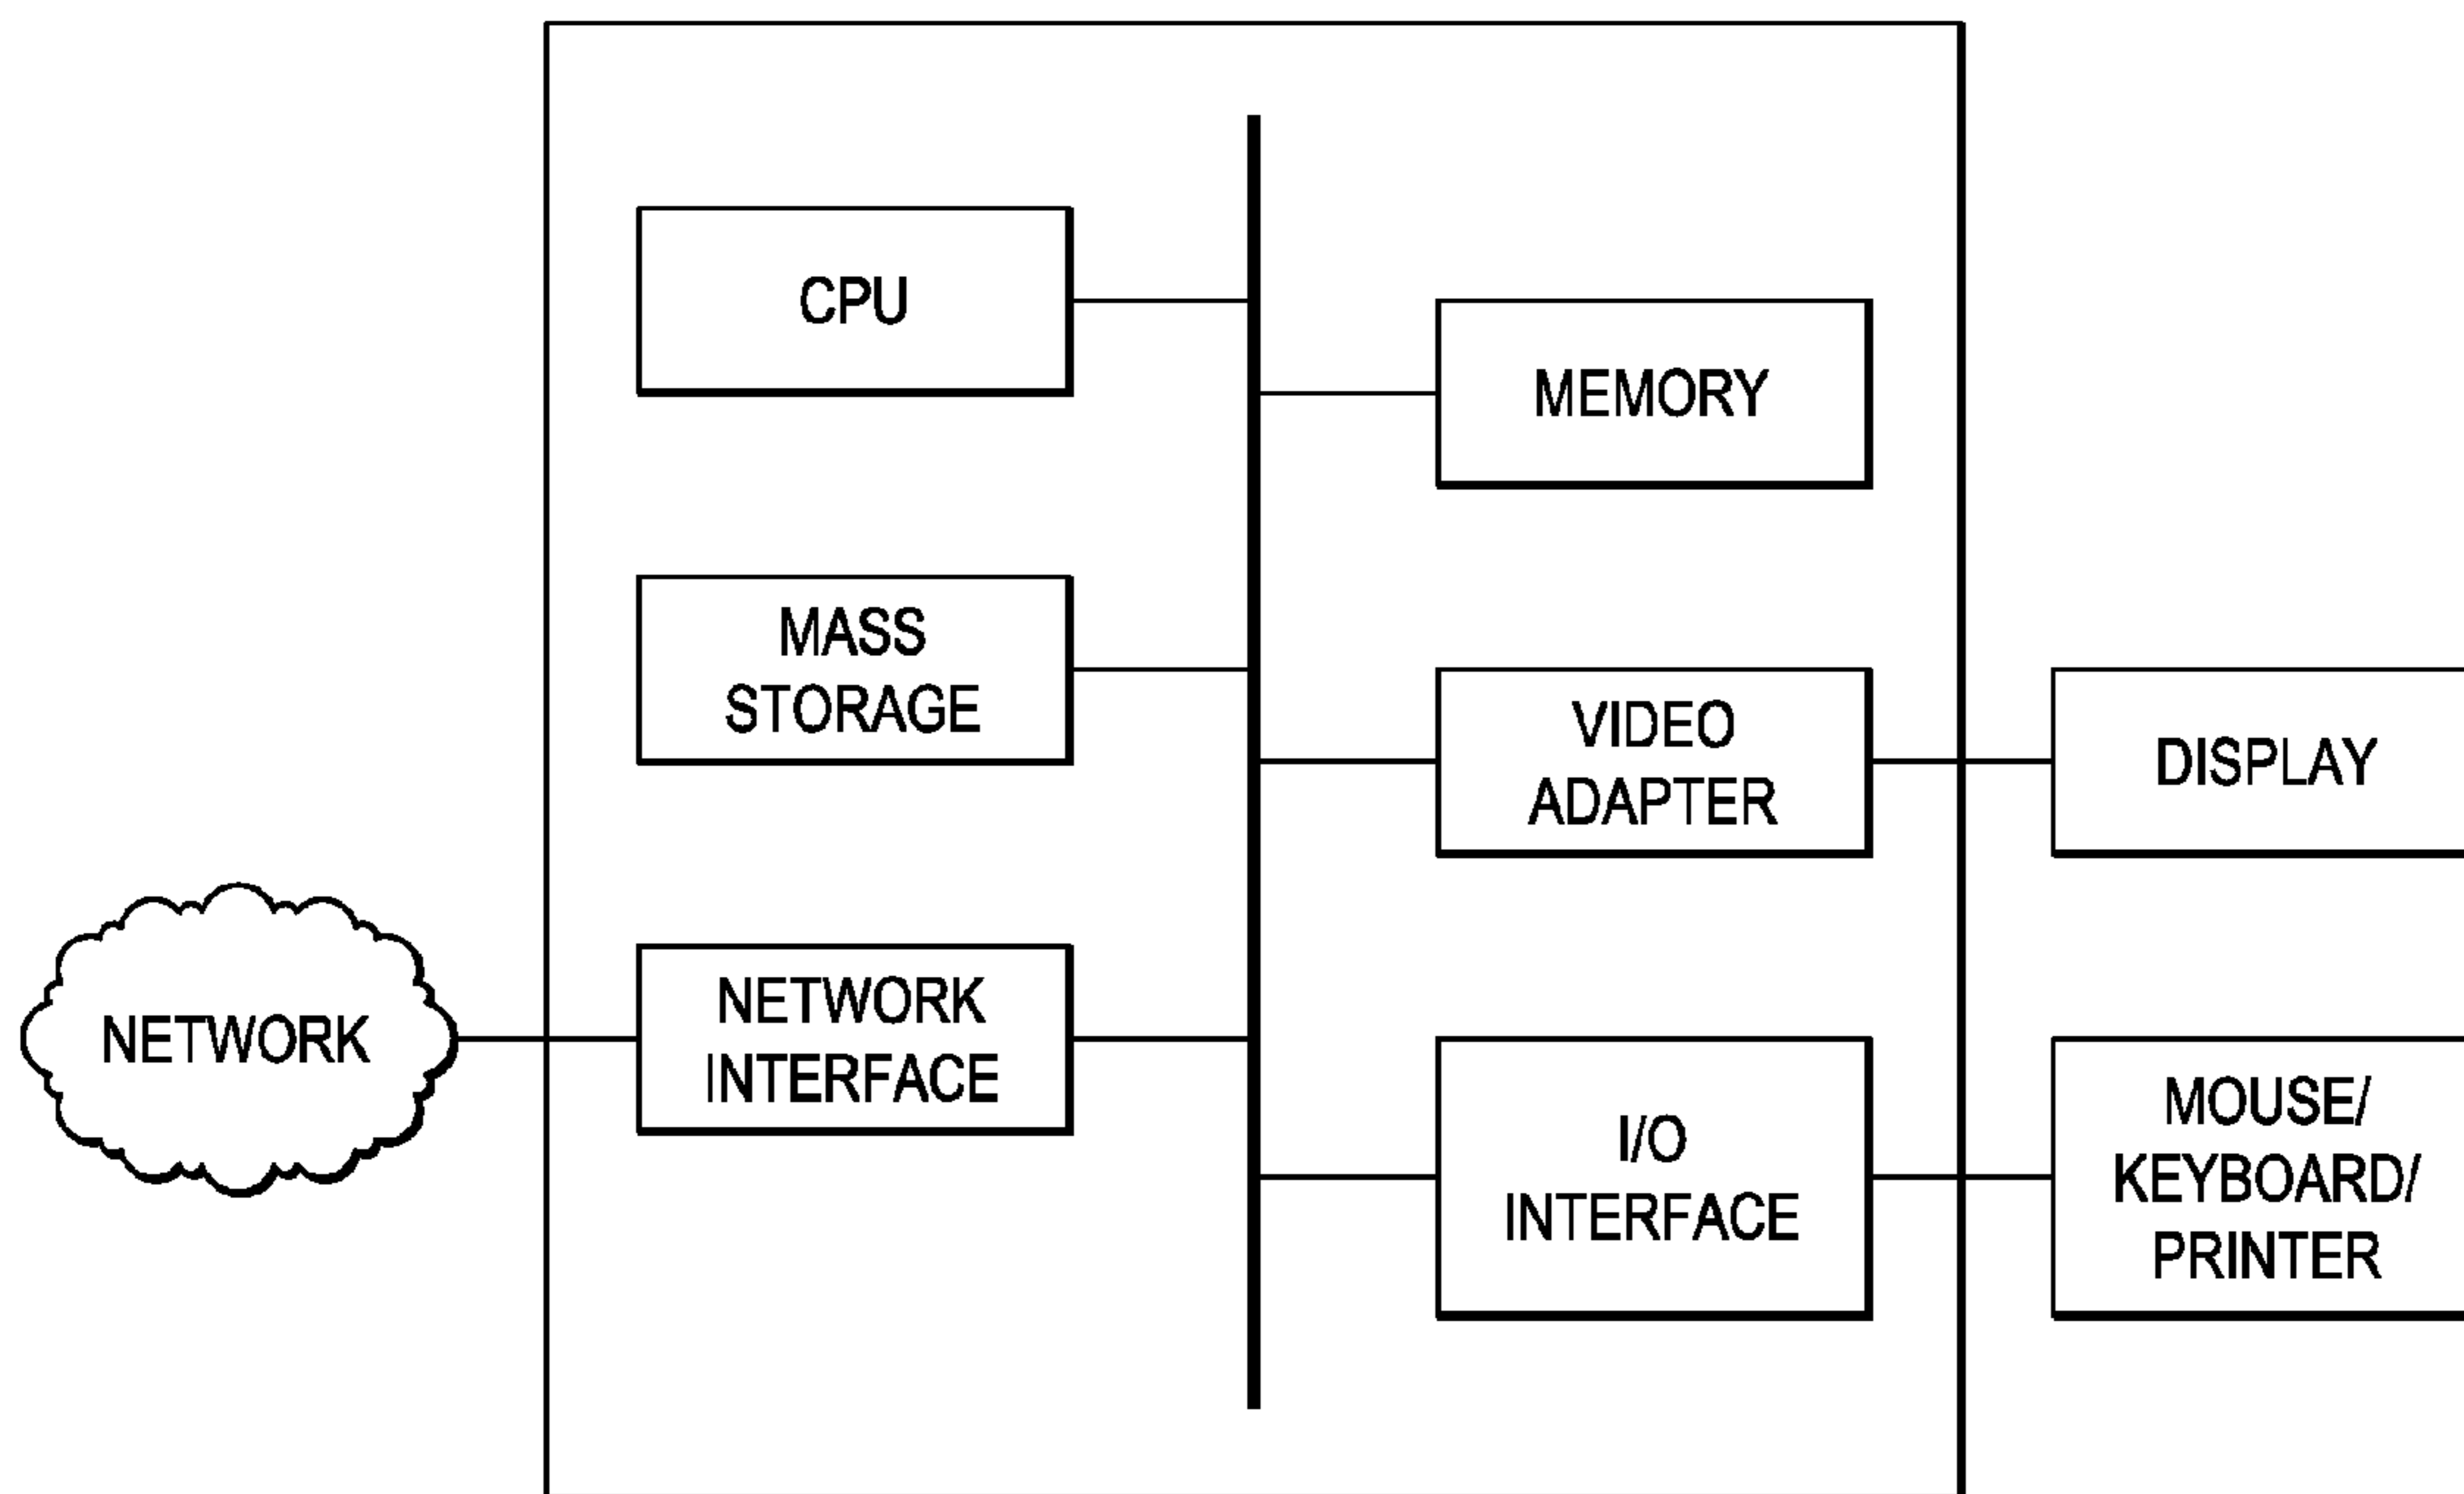 CPU
MEMORY
MASS
STORAGE
VIDEO
ADAPTER
DISPLAY
NETWORK
NETWORK
INTERFACE
I/O
INTERFACE
MOUSE/
KEYBOARD/
PRINTER